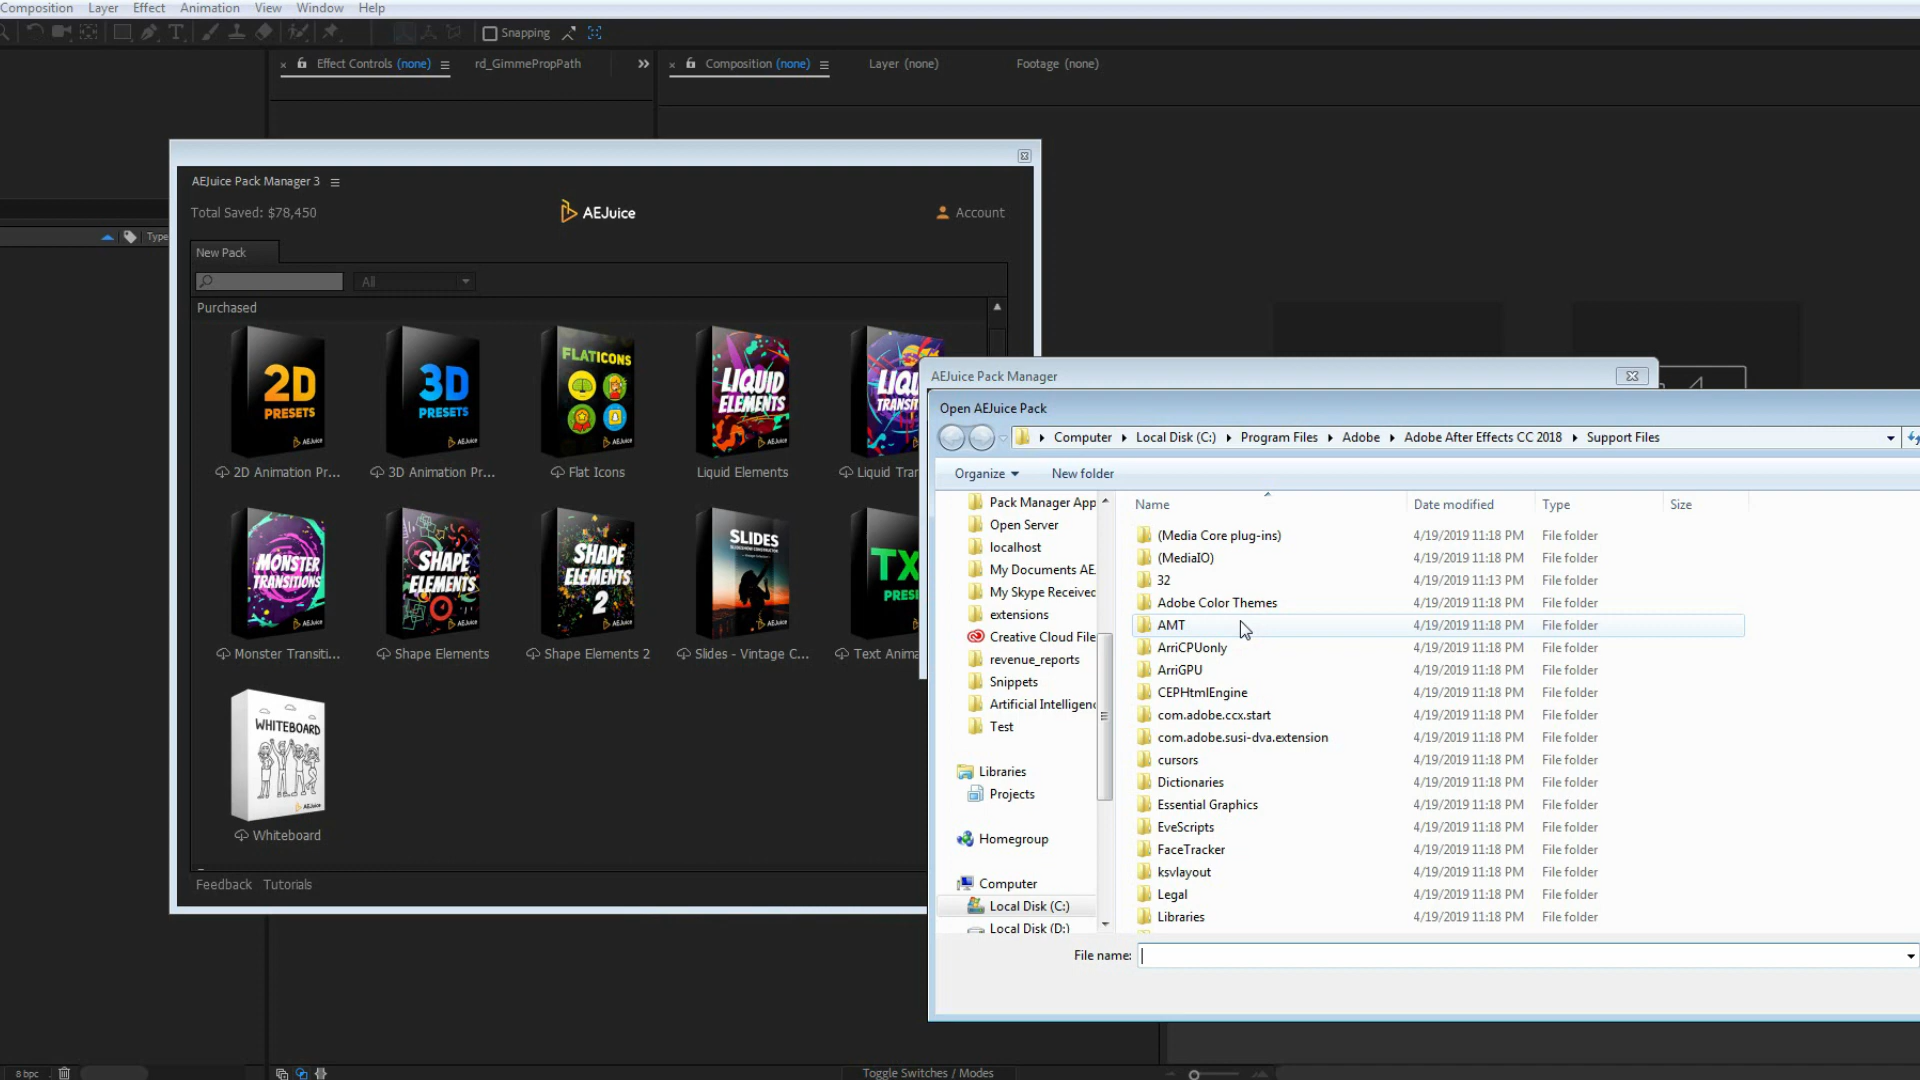 Composition Layer Effect Animation View Window Help
Snapping
Effect Controls (none) rd_GimmePropPath
Composition (none) Layer (none) Footage (none)
Type
AEJuice Pack Manager 3
Total Saved: $78,450
AEJuice
Account
New Pack
All
Purchased
2D PRESETS AEJuice
3D PRESETS AEJuice
FLATICONS AEJuice
LIQUID ELEMENTS AEJuice
2D Animation Pr...
3D Animation Pr...
Flat Icons
Liquid Elements
MONSTER TRANSITIONS AEJuice
SHAPE ELEMENTS AEJuice
SHAPE ELEMENTS 2 AEJuice
SLIDES AEJuice
Monster Transiti...
Shape Elements
Shape Elements 2
Slides - Vintage C...
WHITEBOARD AEJuice
Whiteboard
Feedback Tutorials
AEJuice Pack Manager
Open AEJuice Pack
Computer Local Disk (C:) Program Files Adobe Adobe After Effects CC 2018 Support Files
Organize New folder
Pack Manager App
Open Server
localhost
My Documents AE
My Skype Received
extensions
Creative Cloud File
revenue_reports
Snippets
Test
Libraries
Projects
Homegroup
Computer
Local Disk (C:)
Local Disk (D:)
Name Date modified Type Size
(Media Core plug-ins) 4/19/2019 11:18 PM File folder
(MediaIO) 4/19/2019 11:18 PM File folder
32 4/19/2019 11:13 PM File folder
Adobe Color Themes 4/19/2019 11:18 PM File folder
AMT 4/19/2019 11:18 PM File folder
ArriCPUonly 4/19/2019 11:18 PM File folder
ArriGPU 4/19/2019 11:18 PM File folder
CEPHtmlEngine 4/19/2019 11:18 PM File folder
com.adobe.ccx.start 4/19/2019 11:18 PM File folder
com.adobe.susi-dva.extension 4/19/2019 11:18 PM File folder
cursors 4/19/2019 11:18 PM File folder
Dictionaries 4/19/2019 11:18 PM File folder
Essential Graphics 4/19/2019 11:18 PM File folder
EveScripts 4/19/2019 11:18 PM File folder
FaceTracker 4/19/2019 11:18 PM File folder
ksvlayout 4/19/2019 11:18 PM File folder
Legal 4/19/2019 11:18 PM File folder
Libraries 4/19/2019 11:18 PM File folder
File name:
8 bpc
Toggle Switches / Modes